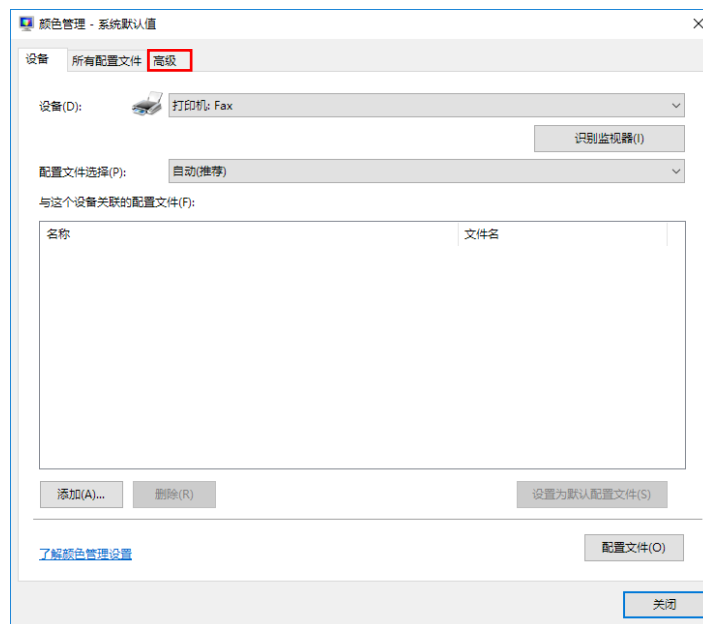 颜色管理 - 系统默认值
设备 所有配置文件 高级
设备(D): 打印机: Fax
识别监视器(I)
配置文件选择(P): 自动(推荐)
与这个设备关联的配置文件(F):
名称 文件名
添加(A)... 删除(R) 设置为默认配置文件(S)
了解颜色管理设置 配置文件(O)
关闭